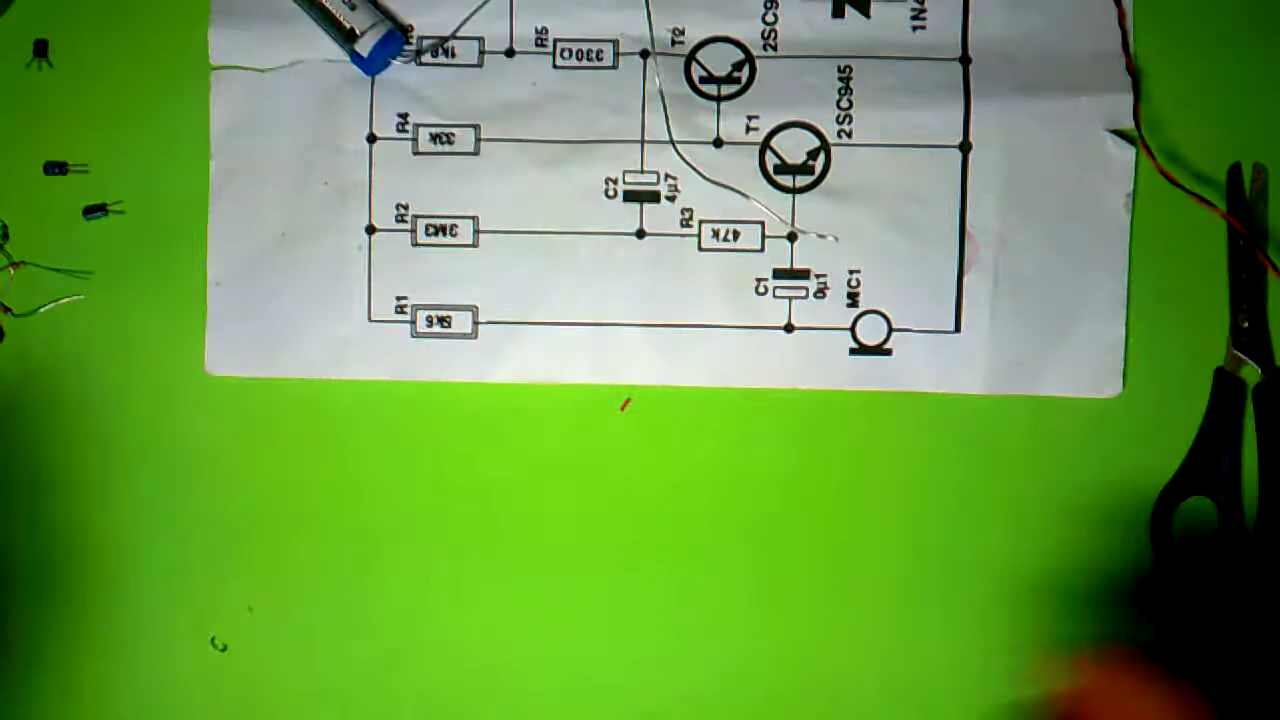 R5
330Ω
T2
2SC9
1N4
1K
R4
33k
T1
2SC945
C2
4µ7
R2
3M3
R3
47k
C1
0µ1
MIC1
R1
5k6